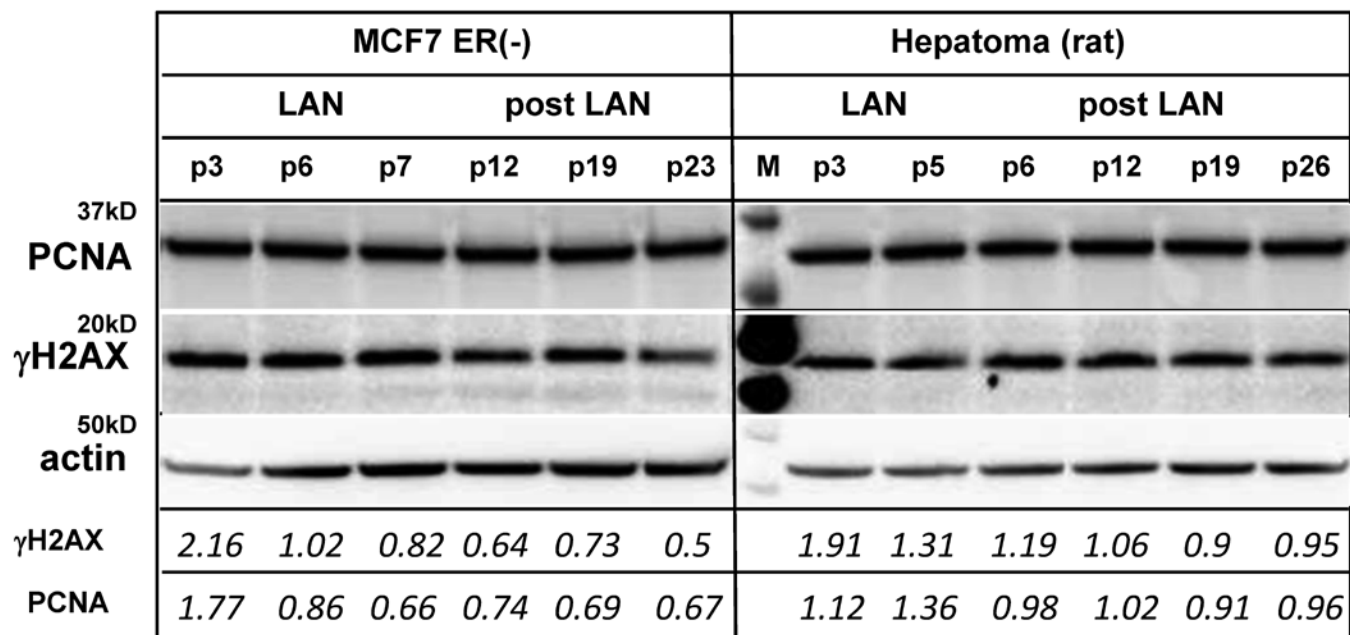 MCF7 ER(-) Hepatoma (rat)
LAN post LAN LAN post LAN
p3 p6 p7 p12 p19 p23 M p3 p5 p6 p12 p19 p26
37kD
PCNA
20kD
γH2AX
50kD
actin
γH2AX 2.16 1.02 0.82 0.64 0.73 0.5 1.91 1.31 1.19 1.06 0.9 0.95
PCNA 1.77 0.86 0.66 0.74 0.69 0.67 1.12 1.36 0.98 1.02 0.91 0.96